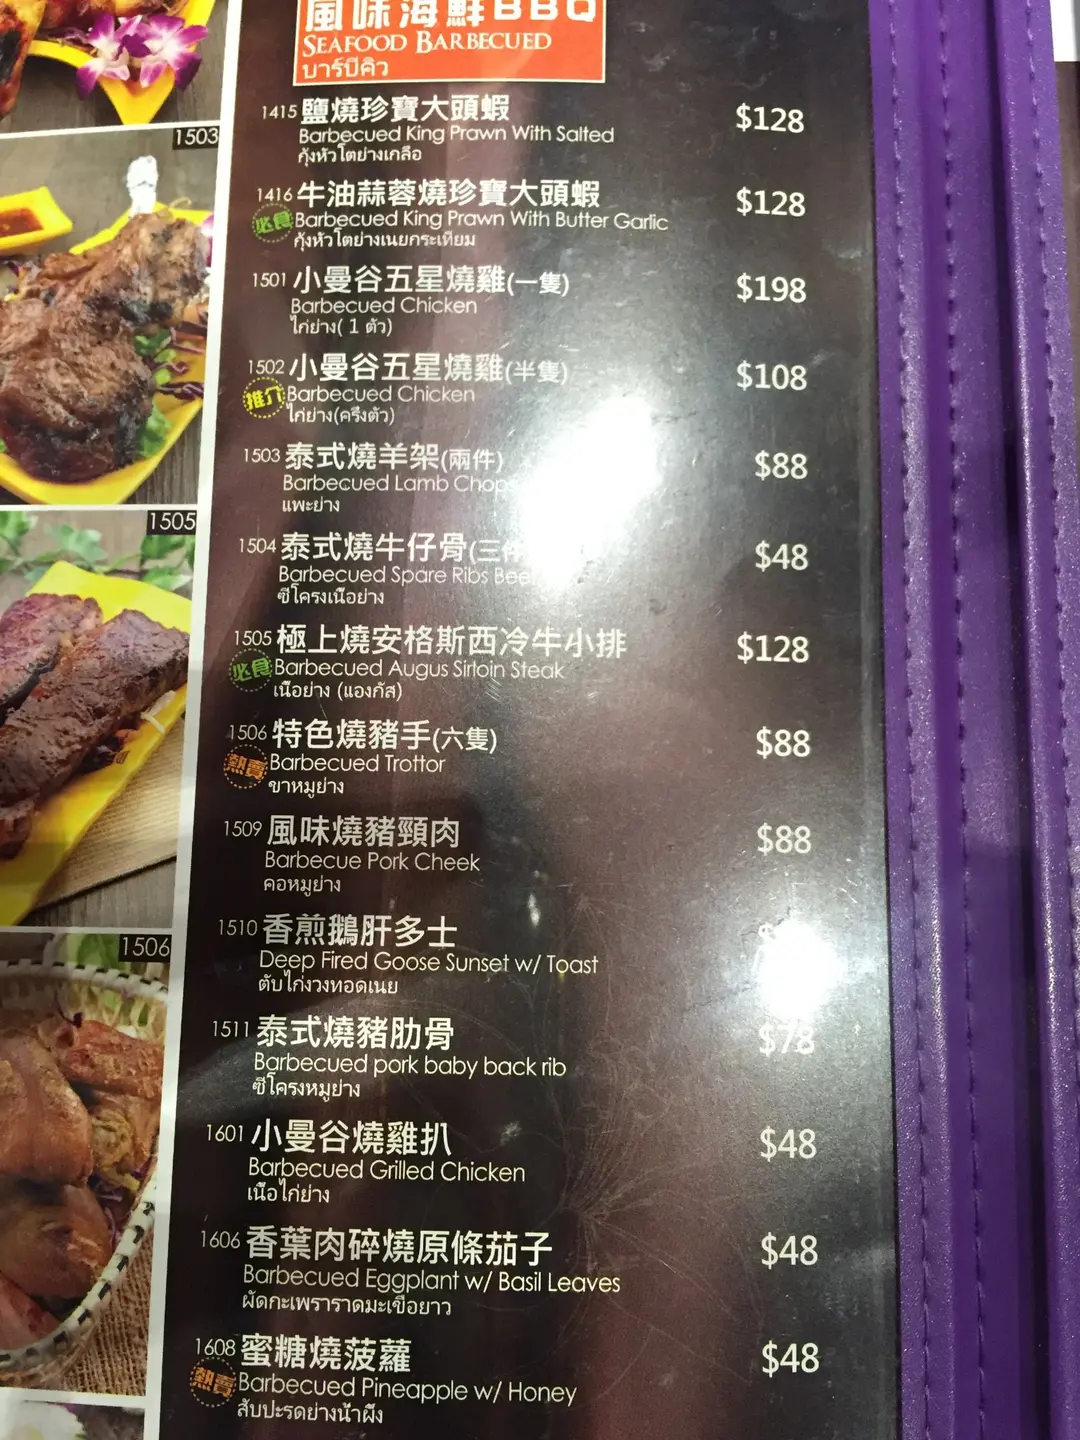 風味海鮮BBQ
SEAFOOD BARBECUED
บาร์บีคิว
1415 鹽燒珍寶大頭蝦 $128
Barbecued King Prawn With Salted
กุ้งหัวโตย่างเกลือ
1416 牛油蒜蓉燒珍寶大頭蝦 $128
必食 Barbecued King Prawn With Butter Garlic
กุ้งหัวโตย่างเนยกระเทียม
1501 小曼谷五星燒雞(一隻) $198
Barbecued Chicken
ไก่ย่าง( 1 ตัว)
1502 小曼谷五星燒雞(半隻) $108
推介 Barbecued Chicken
ไก่ย่าง(ครึ่งตัว)
1503 泰式燒羊架(兩件) $88
Barbecued Lamb Chops
แพะย่าง
1504 泰式燒牛仔骨(三件 $48
Barbecued Spare Ribs Beef
ซี่โครงเนื้อย่าง
1505 極上燒安格斯西冷牛小排 $128
必食 Barbecued Augus Sirloin Steak
เนื้อย่าง (แองกัส)
1506 特色燒豬手(六隻) $88
熱賣 Barbecued Trottor
ขาหมูย่าง
1509 風味燒豬頸肉 $88
Barbecue Pork Cheek
คอหมูย่าง
1510 香煎鵝肝多士
Deep Fired Goose Sunset w/ Toast
ตับไก่งวงทอดเนย
1511 泰式燒豬肋骨 $78
Barbecued pork baby back rib
ซี่โครงหมูย่าง
1601 小曼谷燒雞扒 $48
Barbecued Grilled Chicken
เนื้อไก่ย่าง
1606 香葉肉碎燒原條茄子 $48
Barbecued Eggplant w/ Basil Leaves
ผัดกะเพราราดมะเขือยาว
1608 蜜糖燒菠蘿 $48
熱賣 Barbecued Pineapple w/ Honey
สับปะรดย่างน้ำผึ้ง
1503
1505
1506